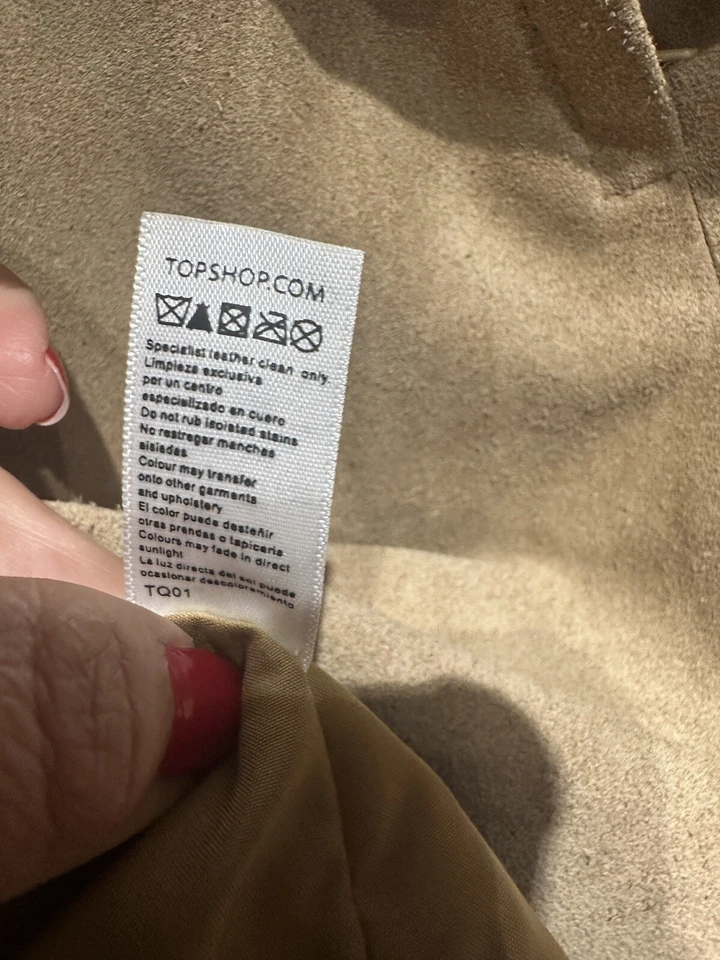 TOPSHOP.COM
Specialist leather clean only
Limpieza exclusiva
por un centro
especializado en cuero
Do not rub isolated stains
No restregar manchas
aisladas
Colour may transfer
onto other garments
and upholstery
El color puede desteñir
otras prendas o tapicería
Colours may fade in direct
sunlight
La luz directa del sol puede
ocasionar descoloramiento
TQ01